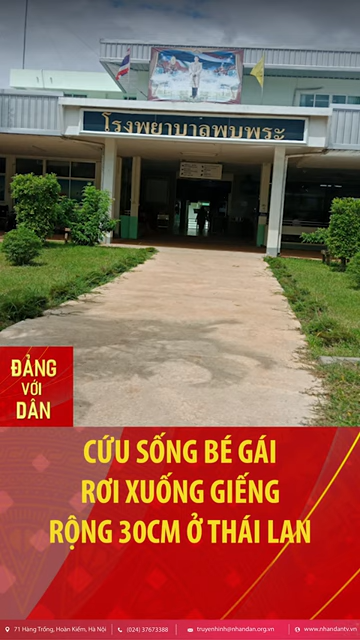 โรงพยาบาลพบพระ
ĐẢNG
VỚI
DÂN
CỨU SỐNG BÉ GÁI
RƠI XUỐNG GIẾNG
RỘNG 30CM Ở THÁI LAN
71 Hàng Trống, Hoàn Kiếm, Hà Nội
(024) 37673388
truyenhinh@nhandan.org.vn
www.nhandantv.vn